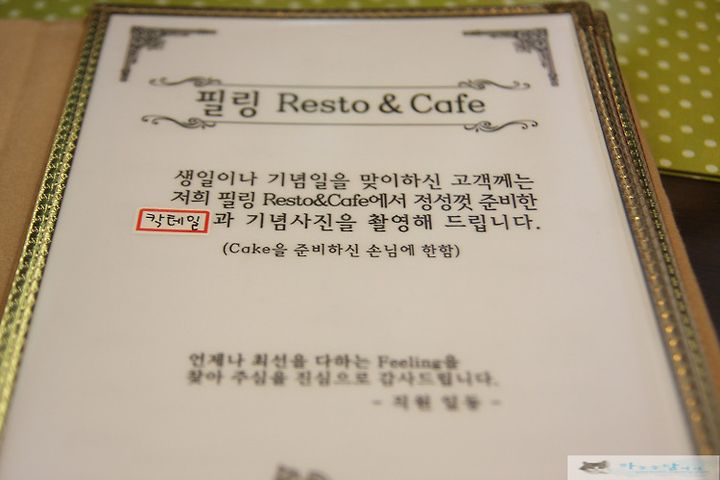 필링 Resto & Cafe
생일이나 기념일을 맞이하신 고객께는
저희 필링 Resto&Cafe에서 정성껏 준비한
칵테일과 기념사진을 촬영해 드립니다.
(Cake을 준비하신 손님에 한함)
언제나 최선을 다하는 Feeling을
찾아 주심을 진심으로 감사드립니다.
- 직원 일동 -